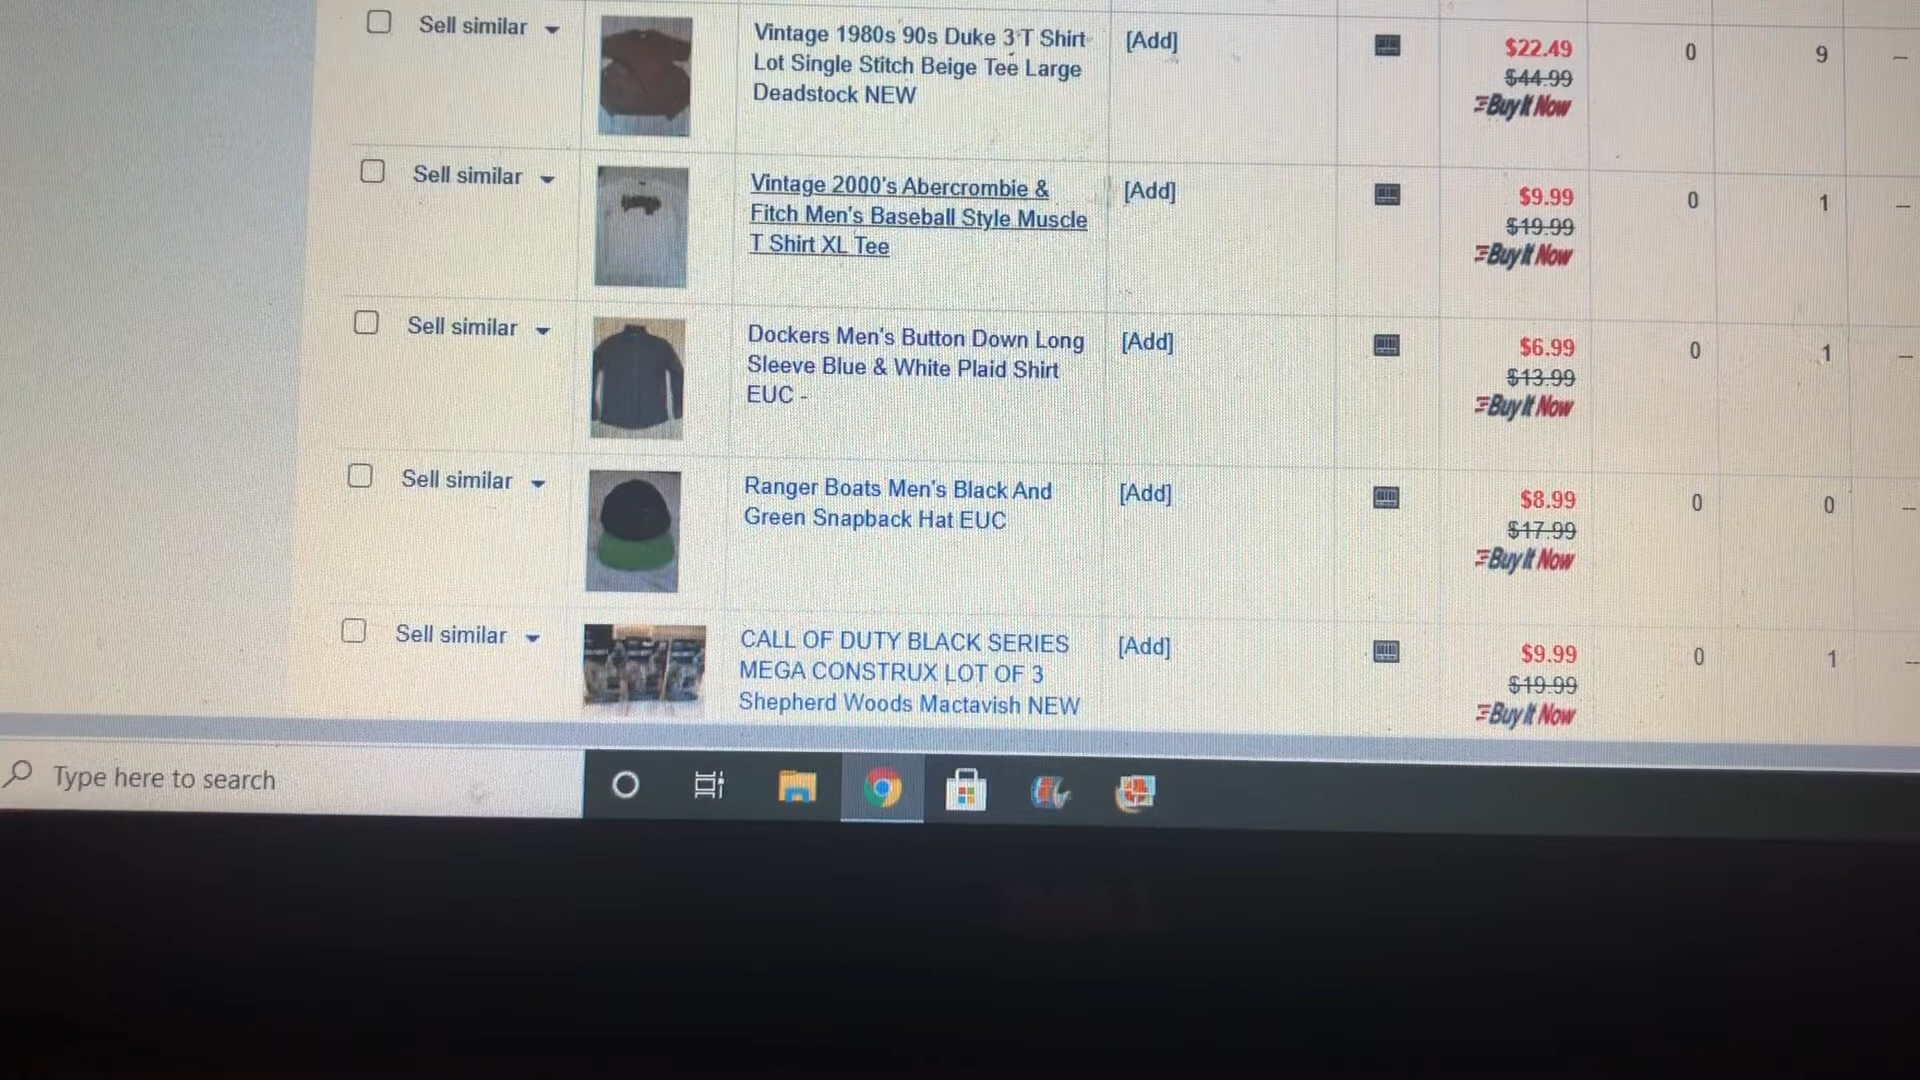 Sell similar
Vintage 1980s 90s Duke 3 T Shirt
Lot Single Stitch Beige Tee Large
Deadstock NEW
[Add]
$22.49
$44.99
Buy It Now
0
9
--
Sell similar
Vintage 2000's Abercrombie &
Fitch Men's Baseball Style Muscle
T Shirt XL Tee
[Add]
$9.99
$19.99
Buy It Now
0
1
--
Sell similar
Dockers Men's Button Down Long
Sleeve Blue & White Plaid Shirt
EUC -
[Add]
$6.99
$13.99
Buy It Now
0
1
--
Sell similar
Ranger Boats Men's Black And
Green Snapback Hat EUC
[Add]
$8.99
$17.99
Buy It Now
0
0
--
Sell similar
CALL OF DUTY BLACK SERIES
MEGA CONSTRUX LOT OF 3
Shepherd Woods Mactavish NEW
[Add]
$9.99
$19.99
Buy It Now
0
1
--
Type here to search